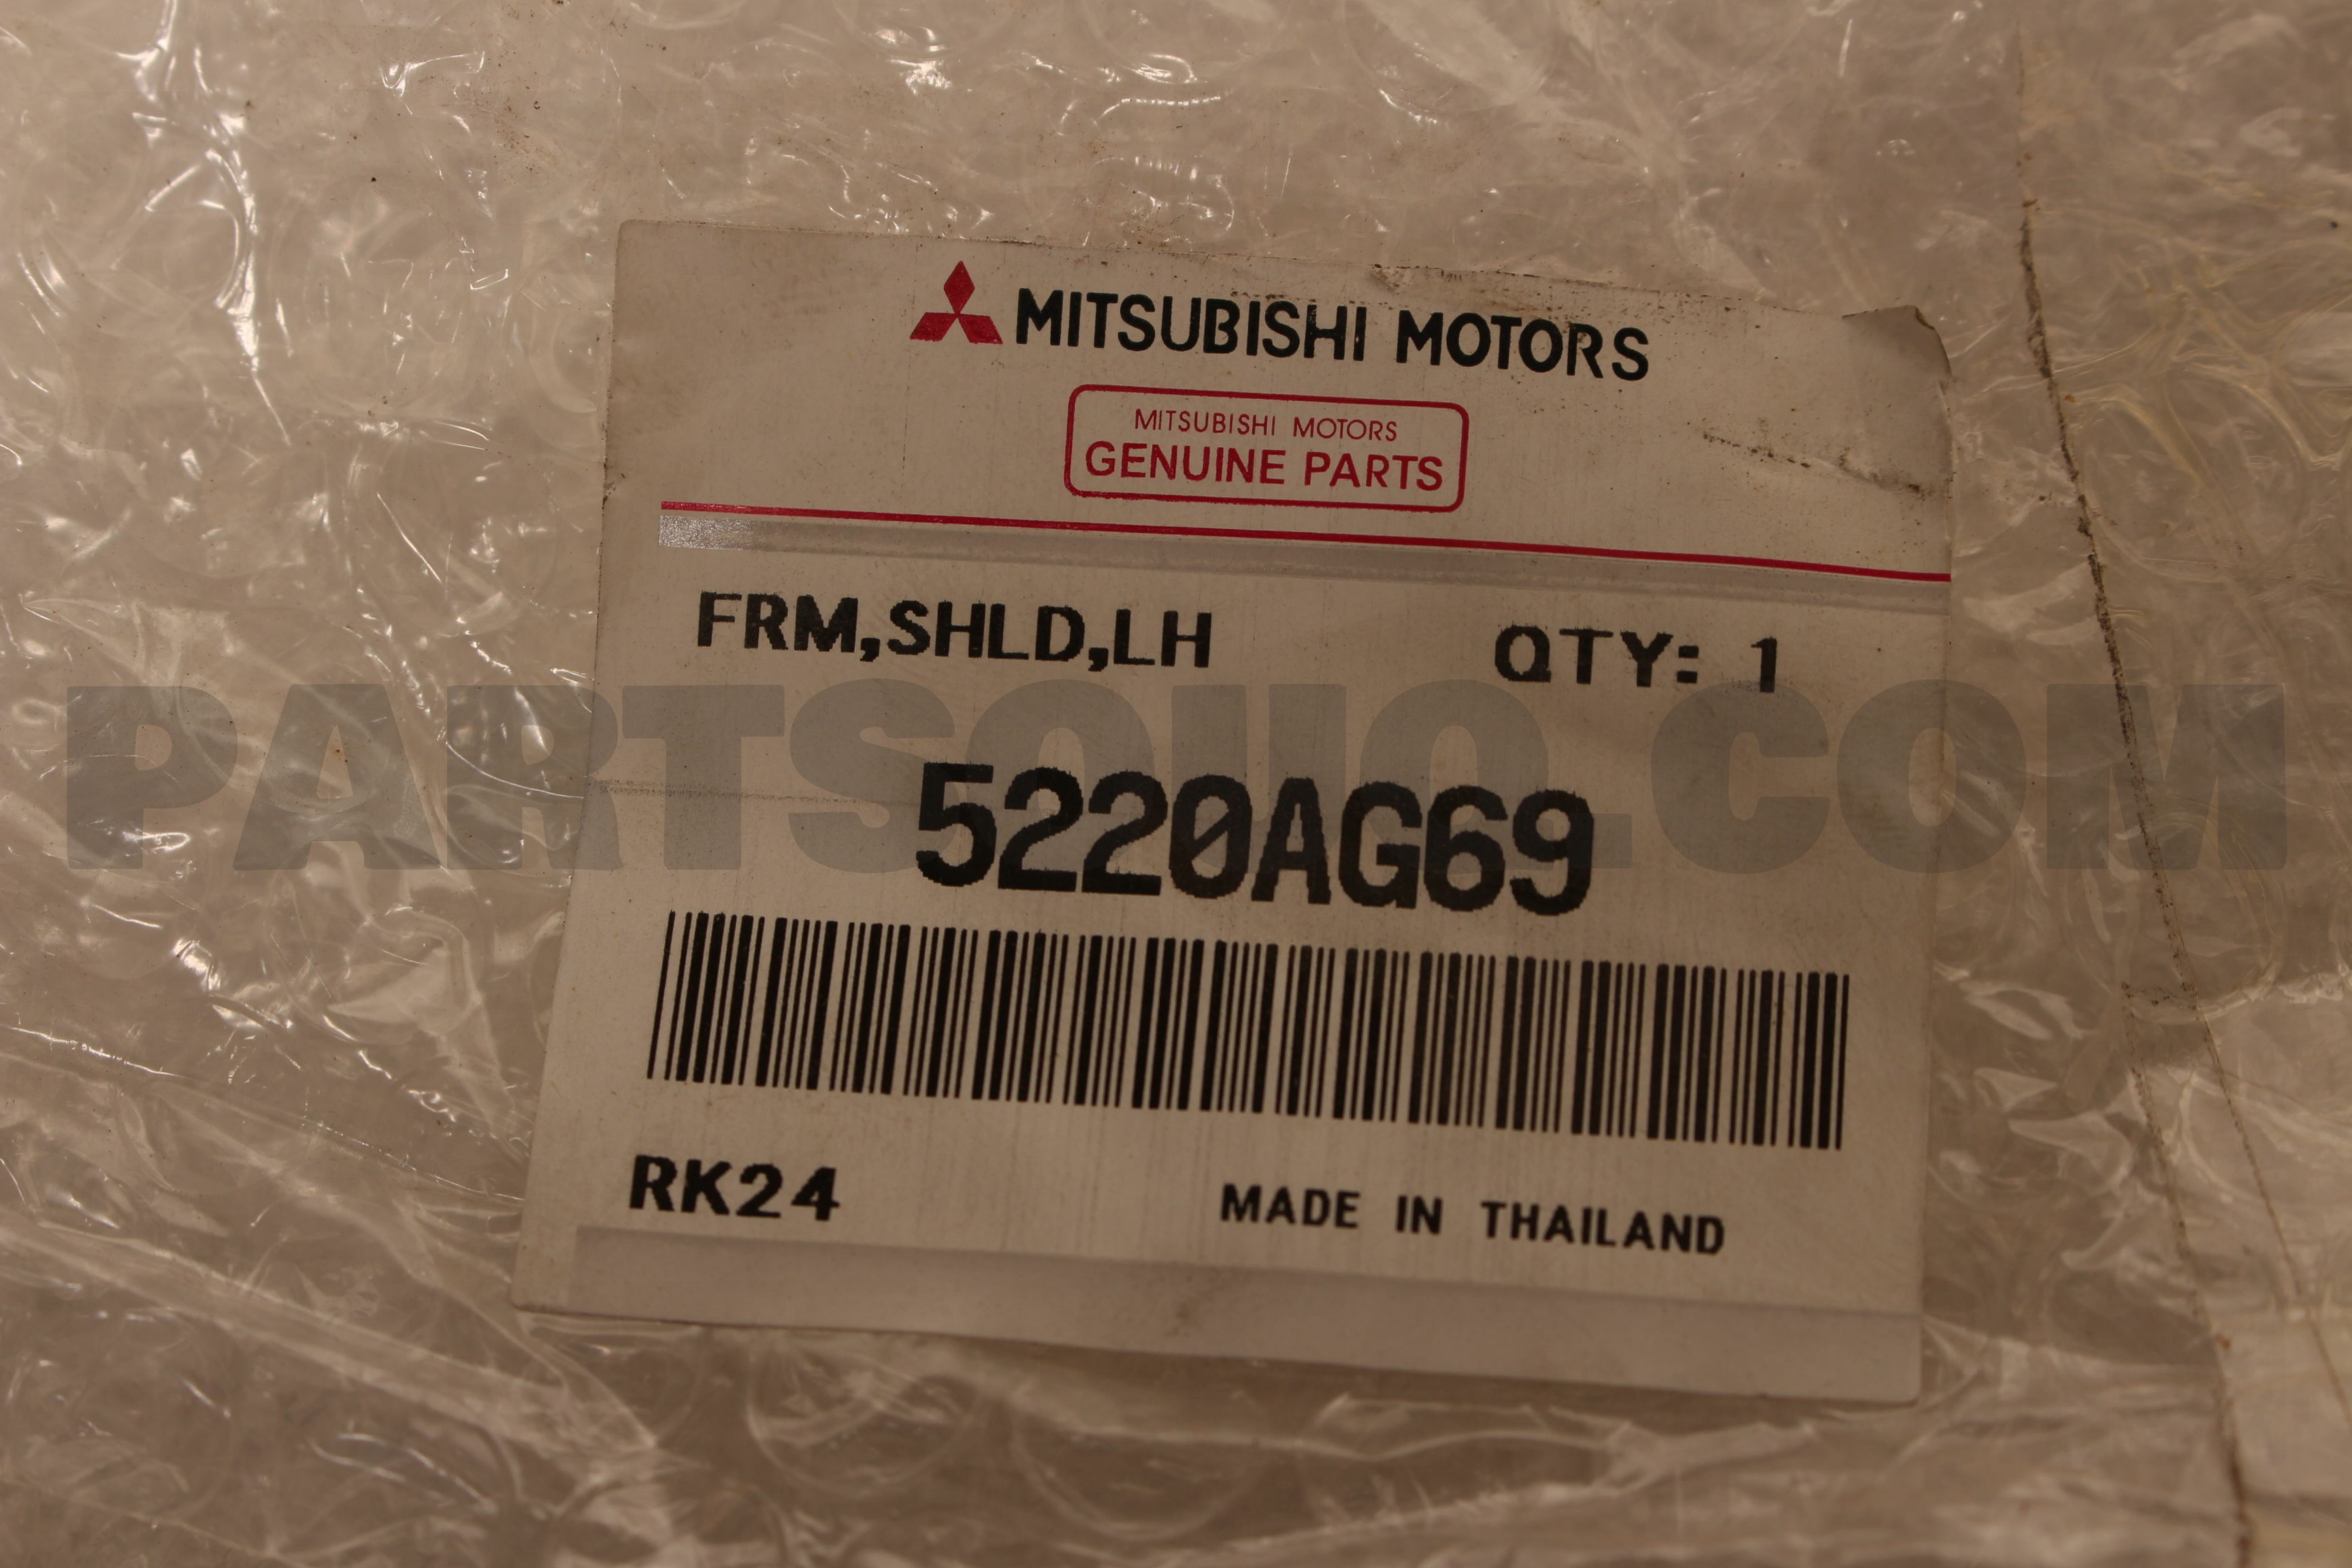 MITSUBISHI MOTORS
MITSUBISHI MOTORS
GENUINE PARTS
FRM,SHLD,LH QTY: 1
PARTSOUQ.COM
5220AG69
RK24 MADE IN THAILAND